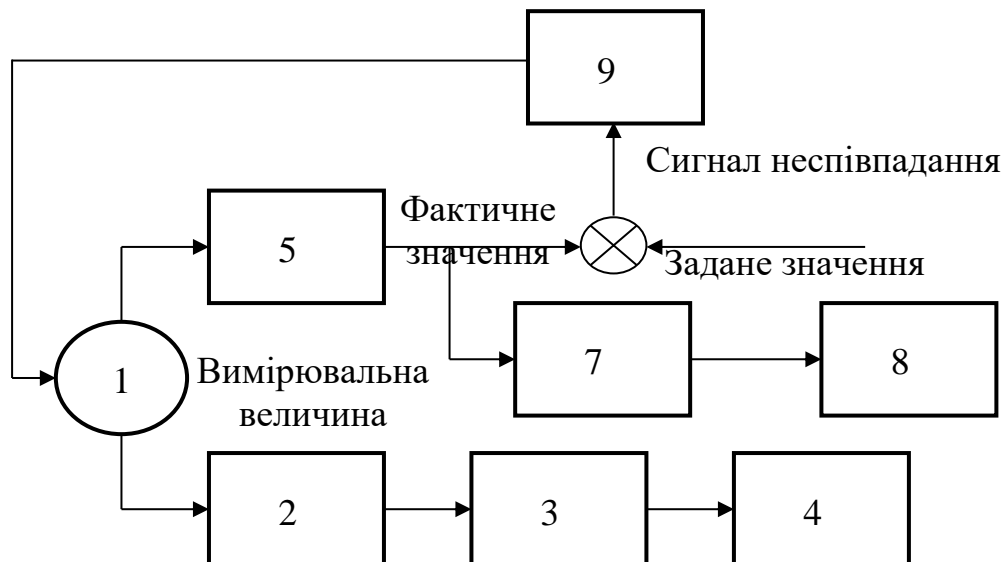 9
Сигнал неспівпадання
Фактичне
значення
5
Задане значення
7
8
1
Вимірювальна
величина
2
3
4